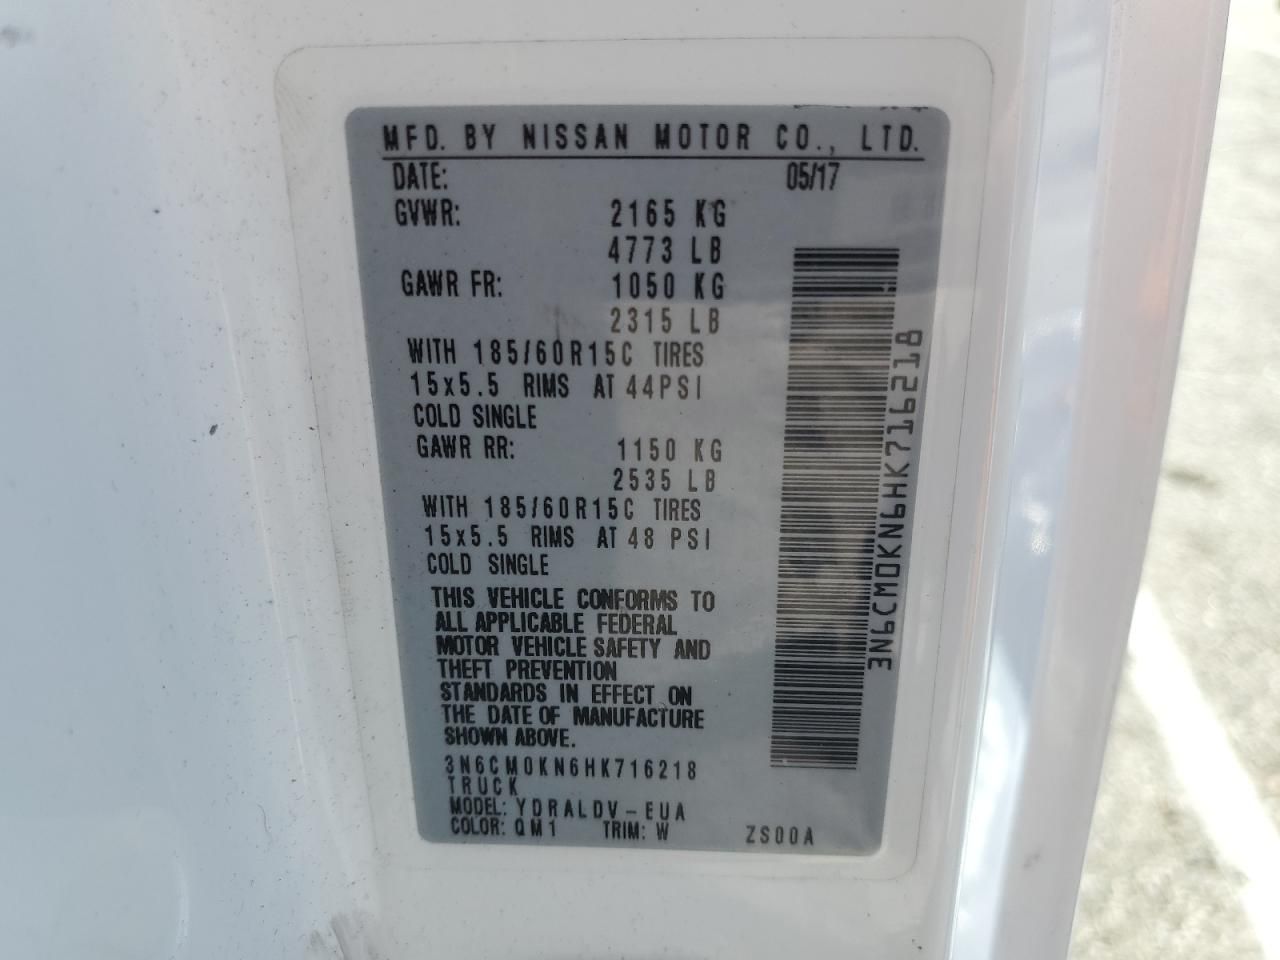 MFD. BY NISSAN MOTOR CO., LTD.
DATE: 05/17
GVWR: 2165 KG
4773 LB
GAWR FR: 1050 KG
2315 LB
WITH 185/60R15C TIRES
15x5.5 RIMS AT 44PSI
COLD SINGLE
GAWR RR: 1150 KG
2535 LB
WITH 185/60R15C TIRES
15x5.5 RIMS AT 48 PSI
COLD SINGLE
THIS VEHICLE CONFORMS TO
ALL APPLICABLE FEDERAL
MOTOR VEHICLE SAFETY AND
THEFT PREVENTION
STANDARDS IN EFFECT ON
THE DATE OF MANUFACTURE
SHOWN ABOVE.
3N6CM0KN6HK716218
TRUCK
MODEL: YDRALDV-EUA
COLOR: QM1 TRIM: W ZS00A
3N6CM0KN6HK716218